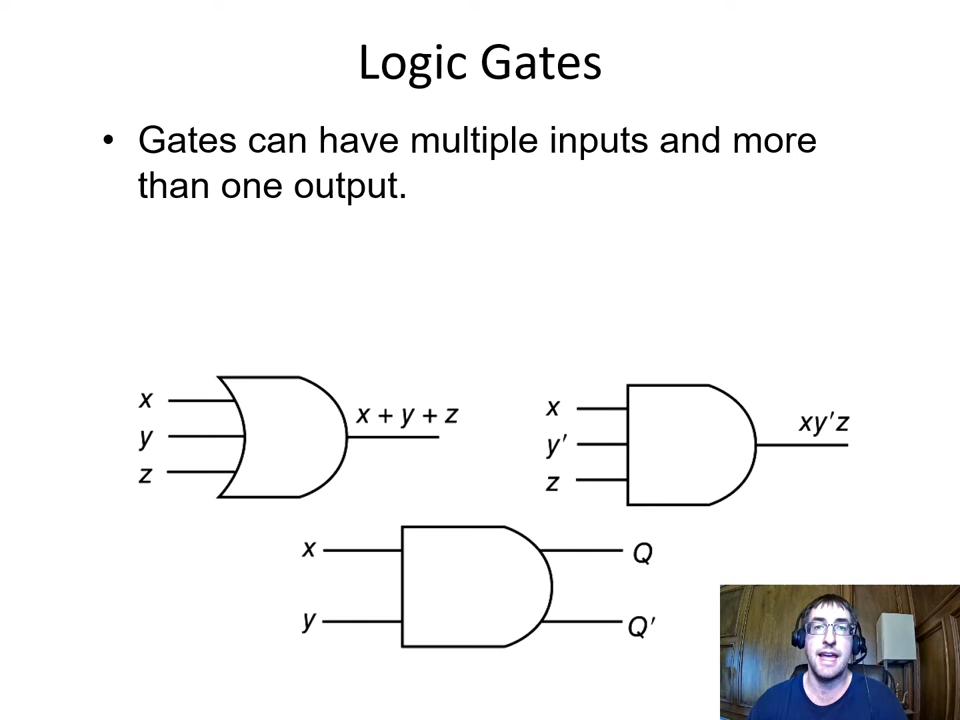 Logic Gates
• Gates can have multiple inputs and more
than one output.
x
y
z
x + y + z
x
y′
z
xy′z
x
y
Q
Q′